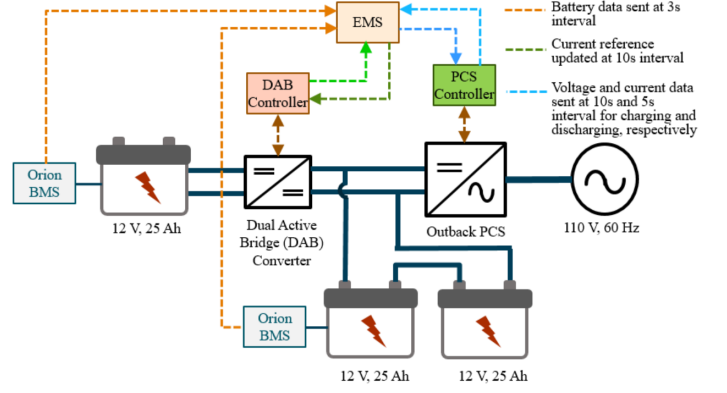 EMS
Battery data sent at 3s
interval
Current reference
updated at 10s interval
Voltage and current data
sent at 10s and 5s
interval for charging and
discharging, respectively
DAB
Controller
PCS
Controller
Orion
BMS
12 V, 25 Ah
Dual Active
Bridge (DAB)
Converter
Outback PCS
110 V, 60 Hz
Orion
BMS
12 V, 25 Ah
12 V, 25 Ah